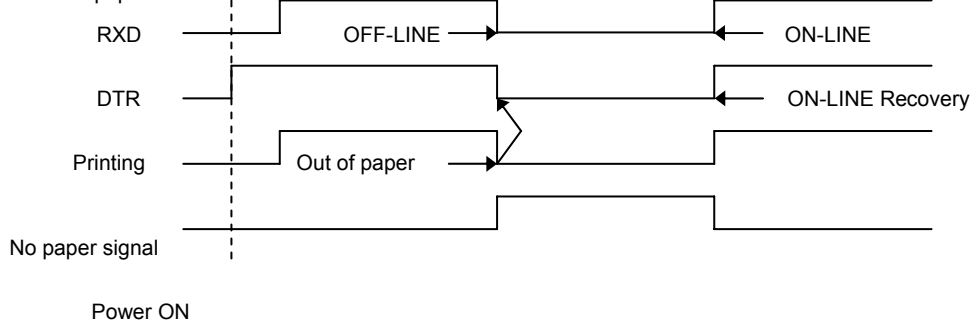 RXD OFF-LINE ON-LINE
DTR ON-LINE Recovery
Printing Out of paper
No paper signal
Power ON